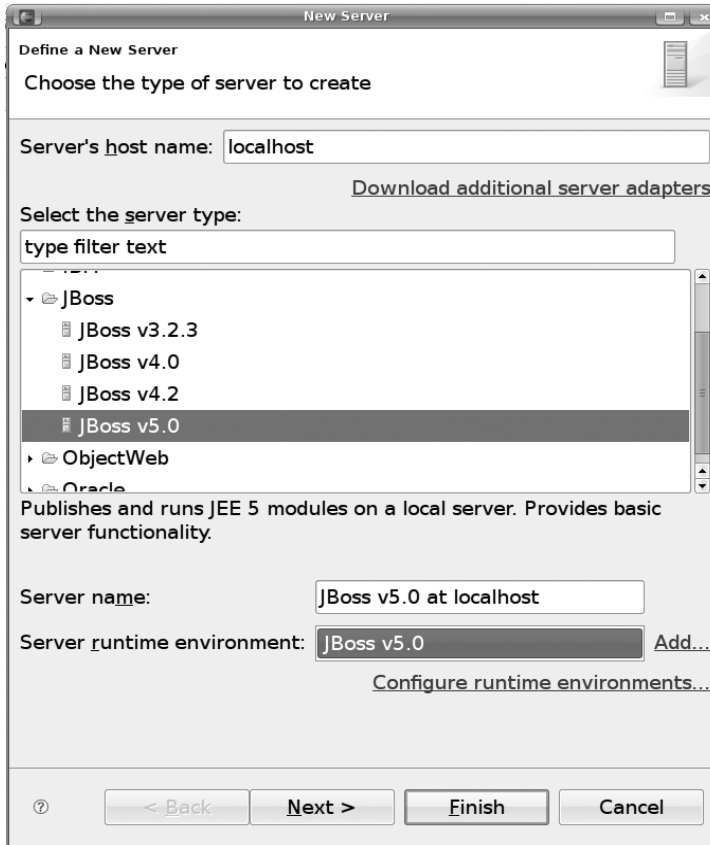 New Server
Define a New Server
Choose the type of server to create
Server's host name: localhost
Download additional server adapters
Select the server type:
type filter text
JBoss
JBoss v3.2.3
JBoss v4.0
JBoss v4.2
JBoss v5.0
ObjectWeb
Oracle
Publishes and runs JEE 5 modules on a local server. Provides basic
server functionality.
Server name: JBoss v5.0 at localhost
Server runtime environment: JBoss v5.0 Add...
Configure runtime environments...
? < Back Next > Finish Cancel